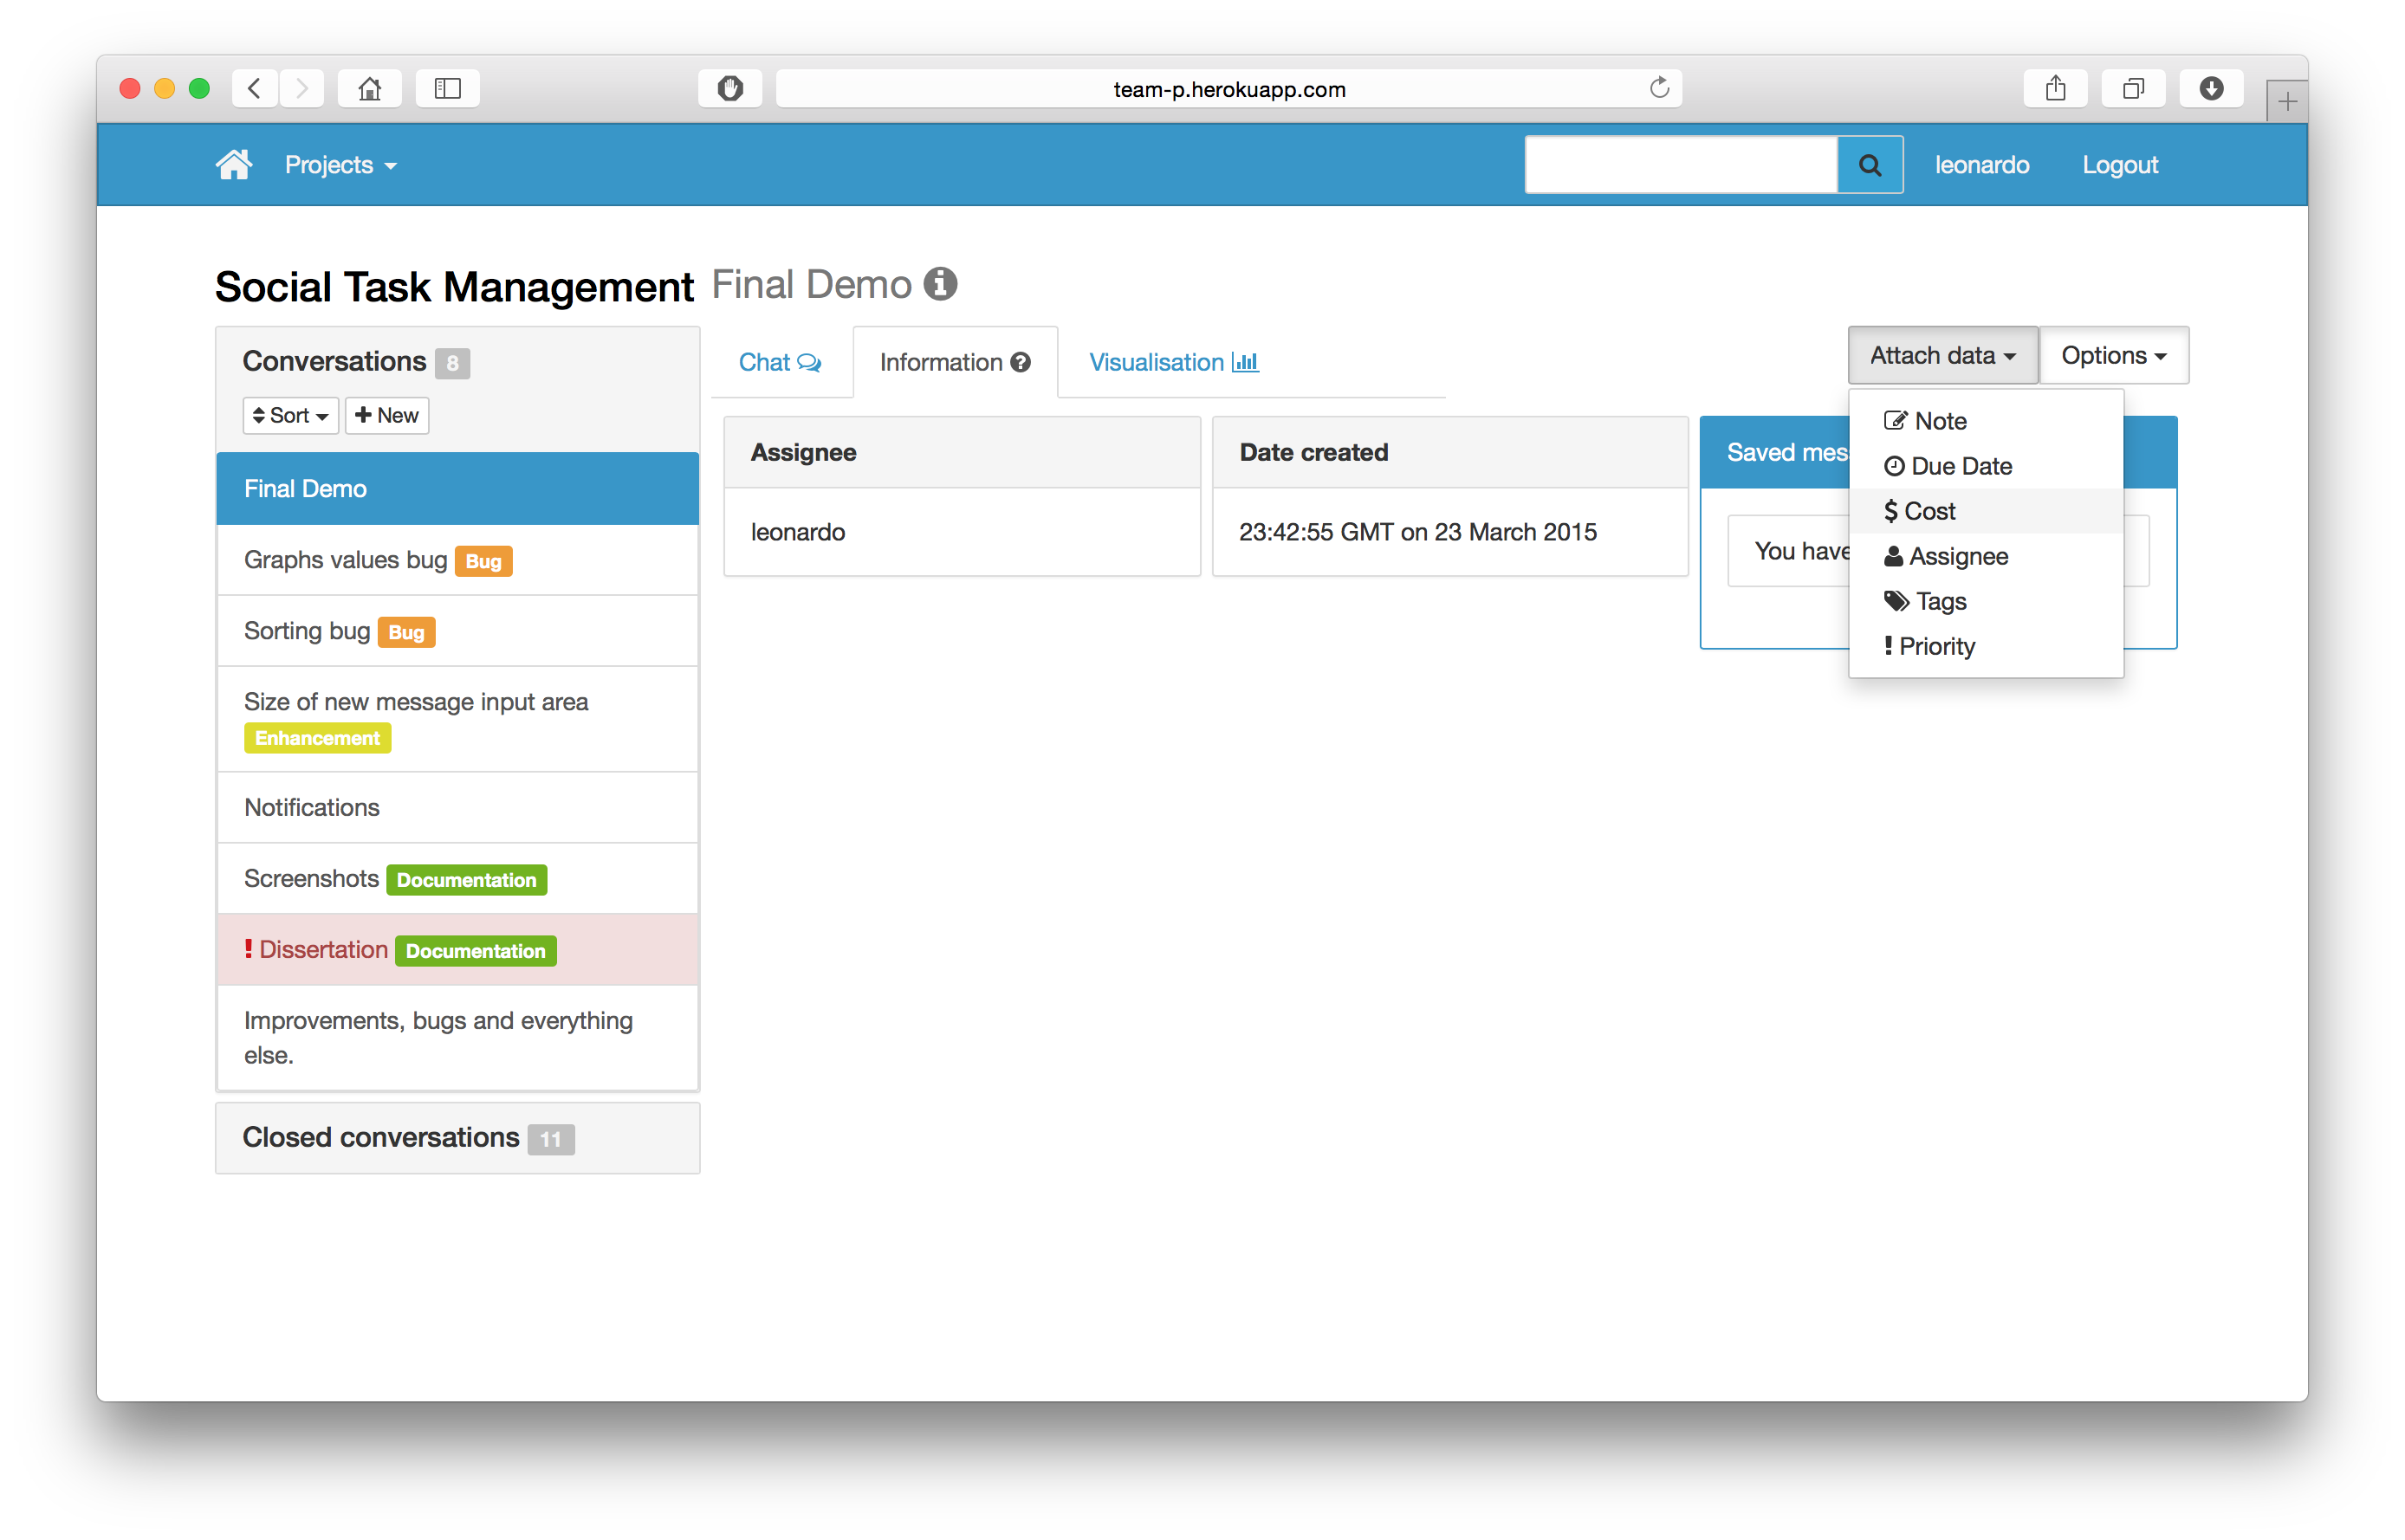 team-p.herokuapp.com
Projects
leonardo
Logout
Social Task Management Final Demo
Conversations 8
Sort
New
Final Demo
Graphs values bug Bug
Sorting bug Bug
Size of new message input area
Enhancement
Notifications
Screenshots Documentation
! Dissertation Documentation
Improvements, bugs and everything
else.
Closed conversations 11
Chat
Information
Visualisation
Attach data
Options
Assignee
leonardo
Date created
23:42:55 GMT on 23 March 2015
Saved
You have
Note
Due Date
$ Cost
Assignee
Tags
! Priority